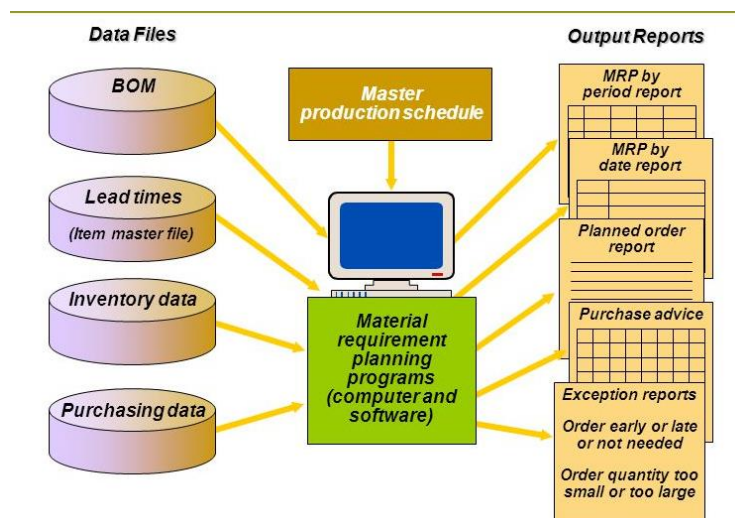 Data Files
Output Reports
BOM
Lead times
(Item master file)
Inventory data
Purchasing data
Master
production schedule
Material
requirement
planning
programs
(computer and
software)
MRP by
period report
MRP by
date report
Planned order
report
Purchase advice
Exception reports
Order early or late
or not needed
Order quantity too
small or too large